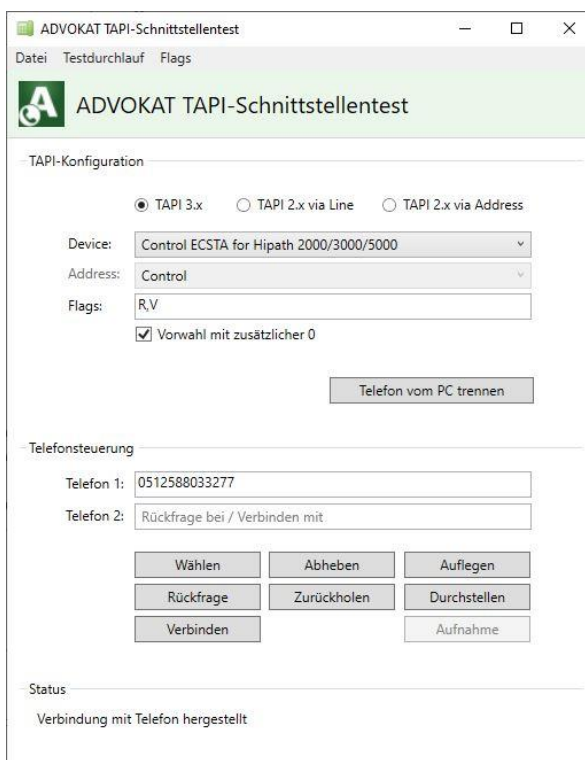 ADVOKAT TAPI-Schnittstellentest
Datei Testdurchlauf Flags
A ADVOKAT TAPI-Schnittstellentest
TAPI-Konfiguration
TAPI 3.x TAPI 2.x via Line TAPI 2.x via Address
Device: Control ECSTA for Hipath 2000/3000/5000
Address: Control
Flags: R,V
Vorwahl mit zusätzlicher 0
Telefon vom PC trennen
Telefonsteuerung
Telefon 1: 0512588033277
Telefon 2: Rückfrage bei / Verbinden mit
Wählen Abheben Auflegen
Rückfrage Zurückholen Durchstellen
Verbinden Aufnahme
Status
Verbindung mit Telefon hergestellt